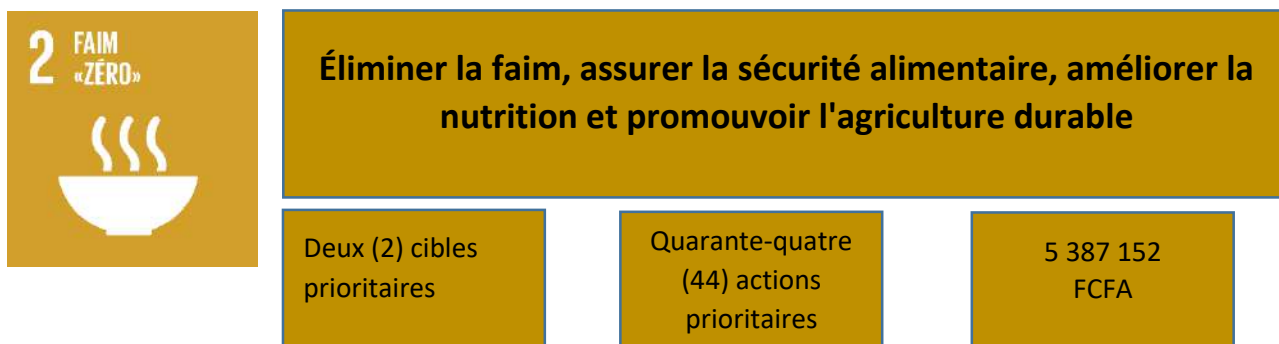 2 FAIM
«ZÉRO»
Éliminer la faim, assurer la sécurité alimentaire, améliorer la
nutrition et promouvoir l'agriculture durable
Deux (2) cibles
prioritaires
Quarante-quatre
(44) actions
prioritaires
5 387 152
FCFA